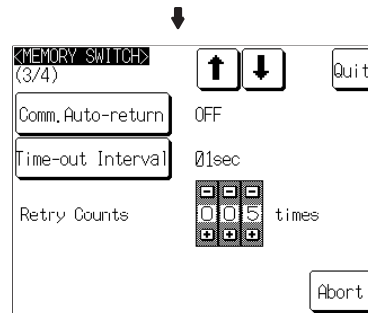 <MEMORY SWITCH>
(3/4)
Quit
Comm.Auto-return OFF
Time-out Interval 01sec
Retry Counts 005 times
Abort